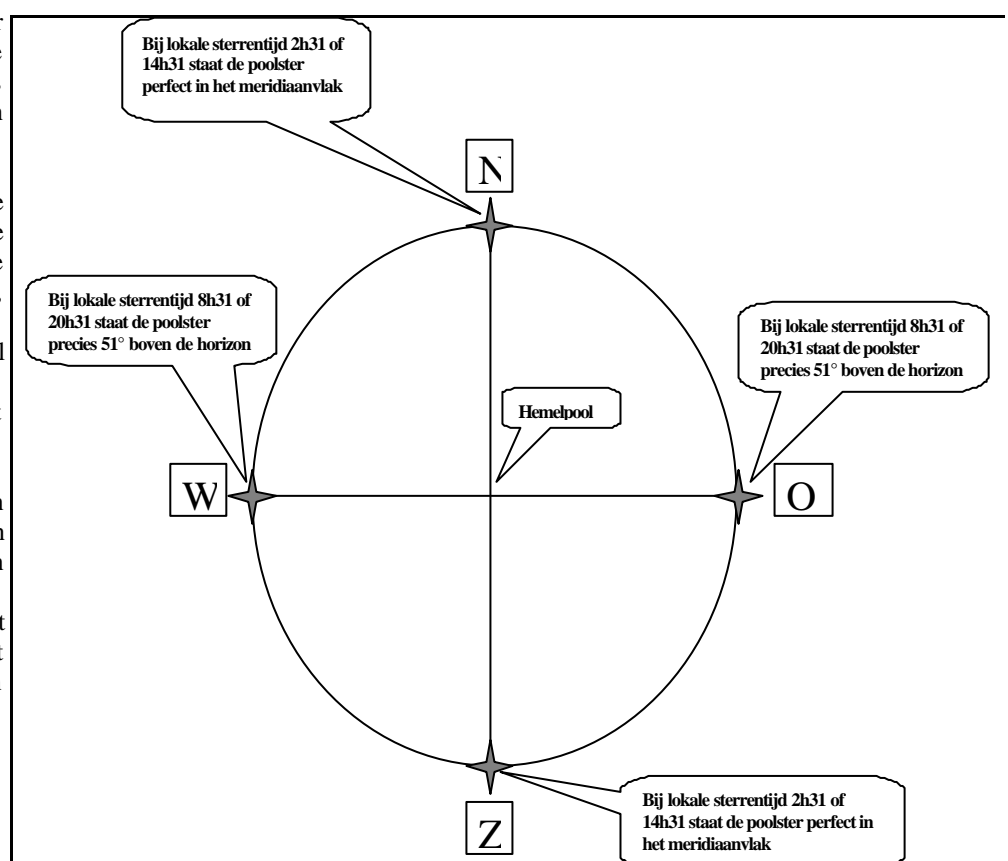 Bij lokale sterrentijd 2h31 of
14h31 staat de poolster
perfect in het meridiaanvlak
N
Bij lokale sterrentijd 8h31 of
20h31 staat de poolster
precies 51° boven de horizon
Bij lokale sterrentijd 8h31 of
20h31 staat de poolster
precies 51° boven de horizon
Hemelpool
W
O
Z
Bij lokale sterrentijd 2h31 of
14h31 staat de poolster perfect in
het meridiaanvlak